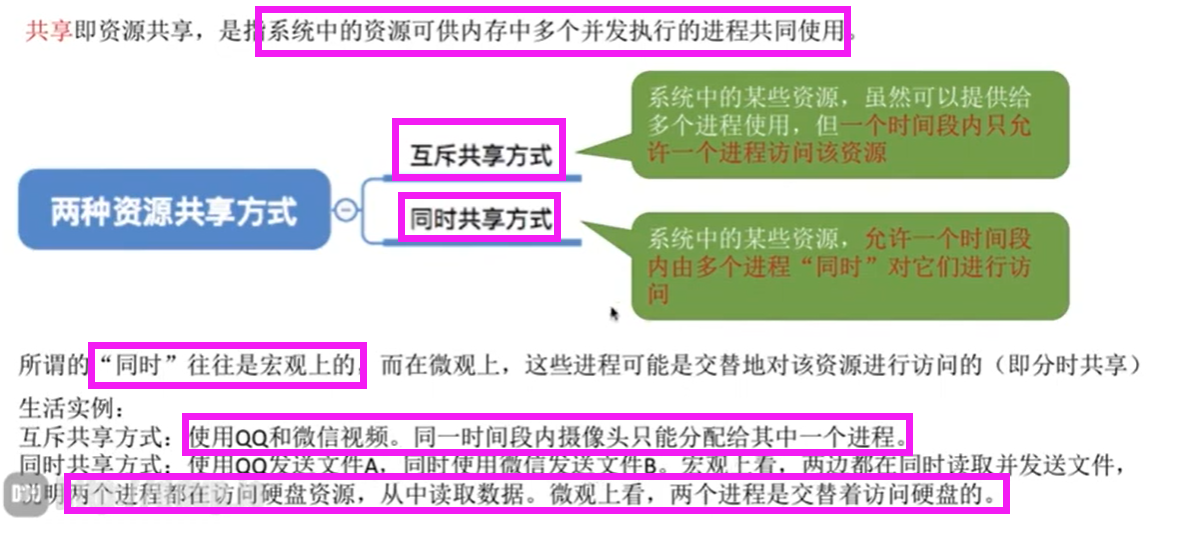 共享即资源共享，是指系统中的资源可供内存中多个并发执行的进程共同使用。
系统中的某些资源，虽然可以提供给
多个进程使用，但一个时间段内只允
许一个进程访问该资源
互斥共享方式
两种资源共享方式
同时共享方式
系统中的某些资源，允许一个时间段
内由多个进程“同时”对它们进行访
问
所谓的“同时”往往是宏观上的，而在微观上，这些进程可能是交替地对该资源进行访问的（即分时共享）
生活实例：
互斥共享方式：使用QQ和微信视频。同一时间段内摄像头只能分配给其中一个进程。
同时共享方式：使用QQ发送文件A，同时使用微信发送文件B。宏观上看，两边都在同时读取并发送文件，
明两个进程都在访问硬盘资源，从中读取数据。微观上看，两个进程是交替着访问硬盘的。